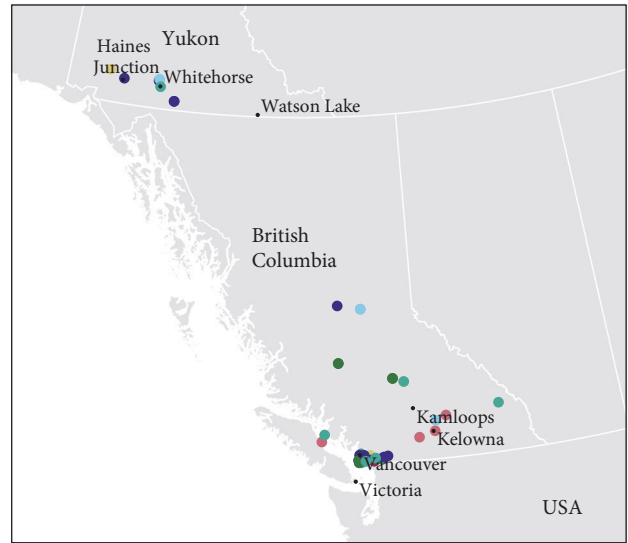 Yukon
Haines
Junction
Whitehorse
Watson Lake
British
Columbia
Kamloops
Kelowna
Vancouver
Victoria
USA